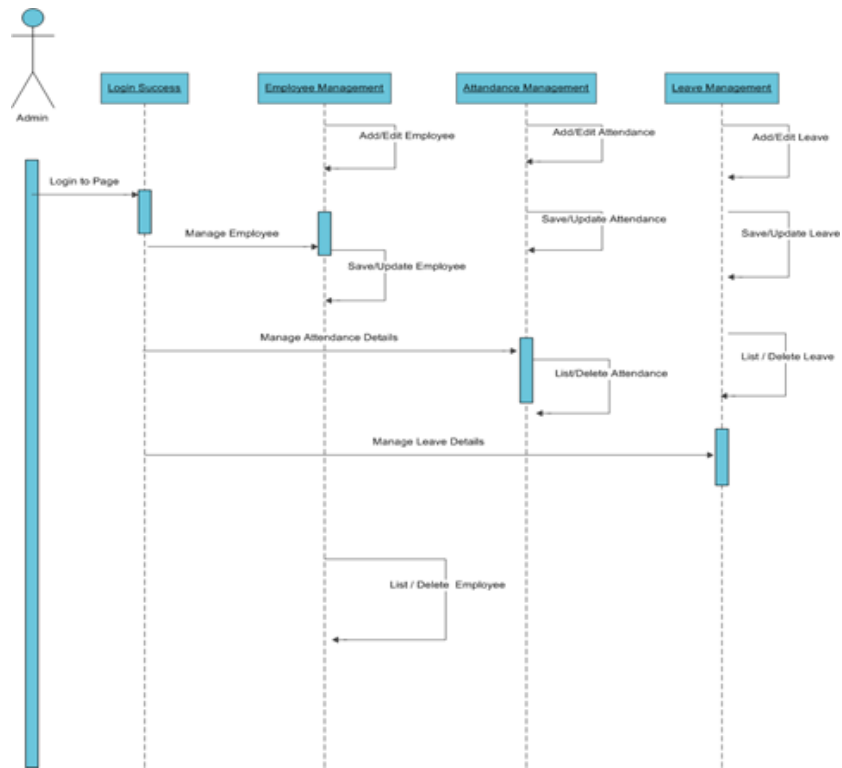 Admin
Login Success
Employee Management
Attandance Management
Leave Management
Add/Edit Employee
Add/Edit Attendance
Add/Edit Leave
Login to Page
Save/Update Attendance
Manage Employee
Save/Update Leave
Save/Update Employee
Manage Attendance Details
List / Delete Leave
List/Delete Attendance
Manage Leave Details
List / Delete Employee